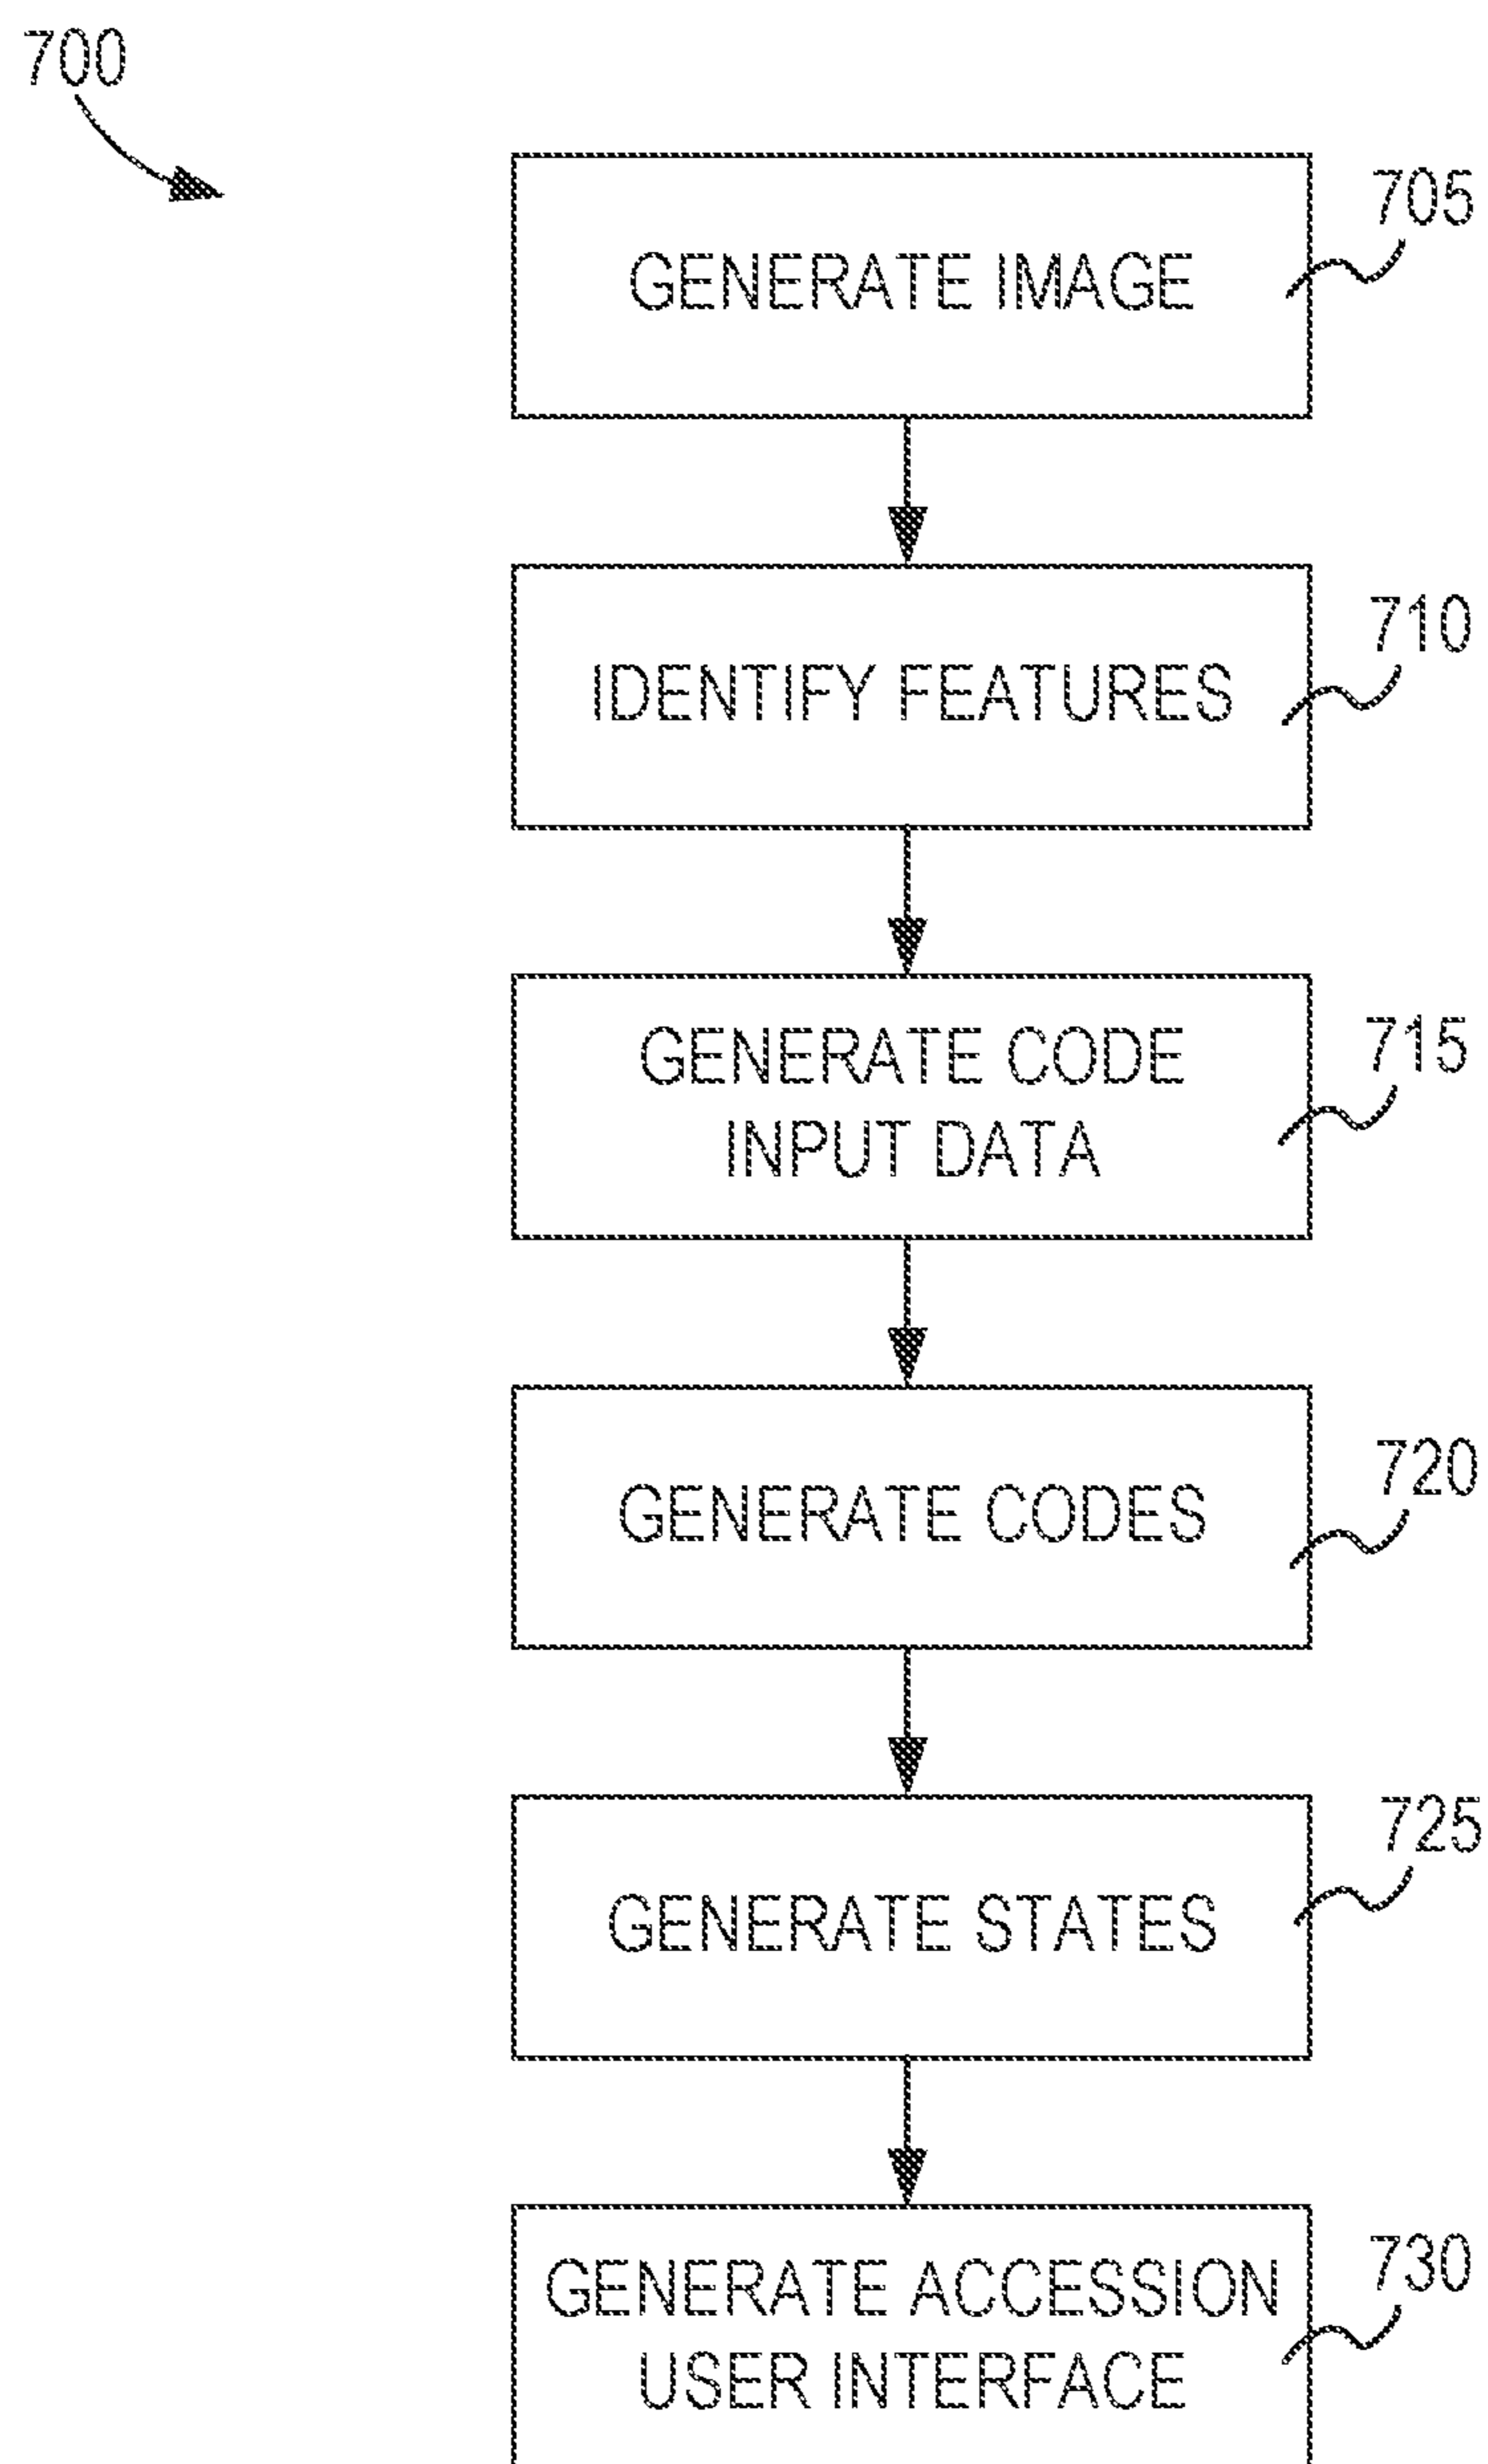 700
GENERATE IMAGE
705
IDENTIFY FEATURES
710
GENERATE CODE
INPUT DATA
715
GENERATE CODES
720
GENERATE STATES
725
GENERATE ACCESSION
USER INTERFACE
730